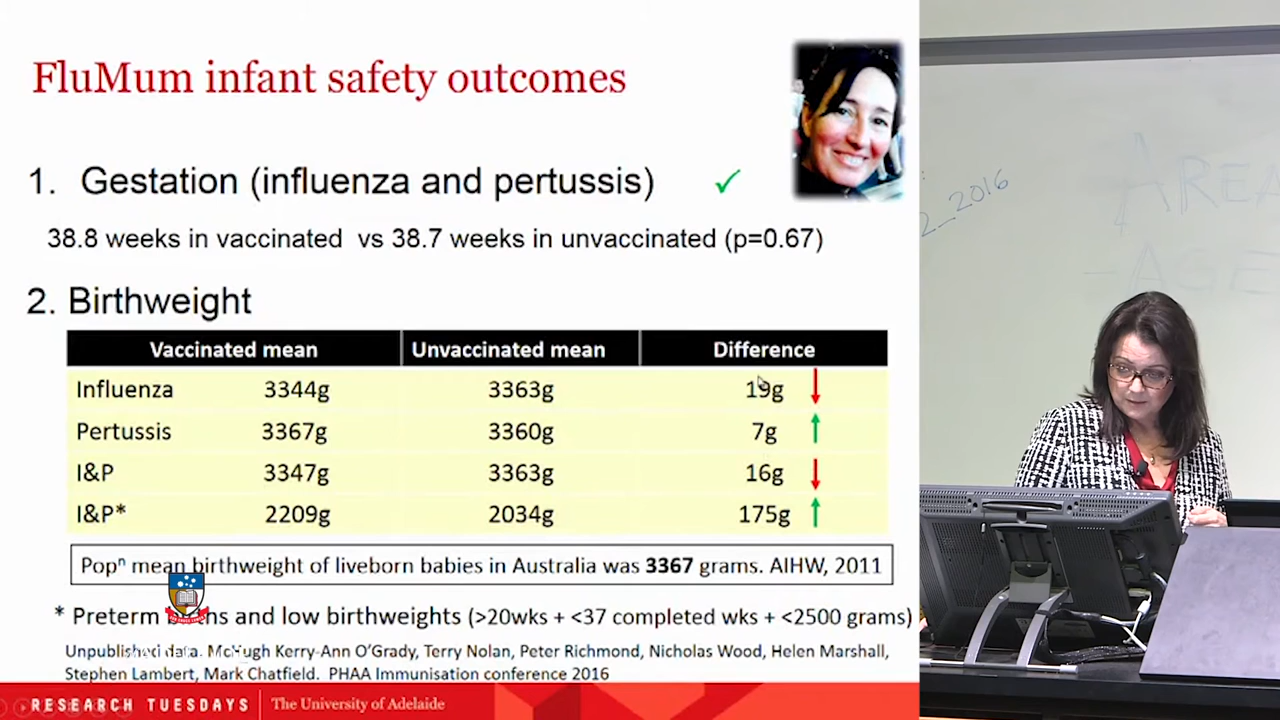 FluMum infant safety outcomes
1. Gestation (influenza and pertussis) ✓
38.8 weeks in vaccinated vs 38.7 weeks in unvaccinated (p=0.67)
2. Birthweight
Vaccinated mean Unvaccinated mean Difference
Influenza 3344g 3363g 19g ↓
Pertussis 3367g 3360g 7g ↑
I&P 3347g 3363g 16g ↓
I&P* 2209g 2034g 175g ↑
Popⁿ mean birthweight of liveborn babies in Australia was 3367 grams. AIHW, 2011
* Preterm births and low birthweights (>20wks + <37 completed wks + <2500 grams)
Unpublished data. McHugh Kerry-Ann O'Grady, Terry Nolan, Peter Richmond, Nicholas Wood, Helen Marshall,
Stephen Lambert, Mark Chatfield. PHAA Immunisation conference 2016
RESEARCH TUESDAYS The University of Adelaide
2_2016
AREA
-AGE